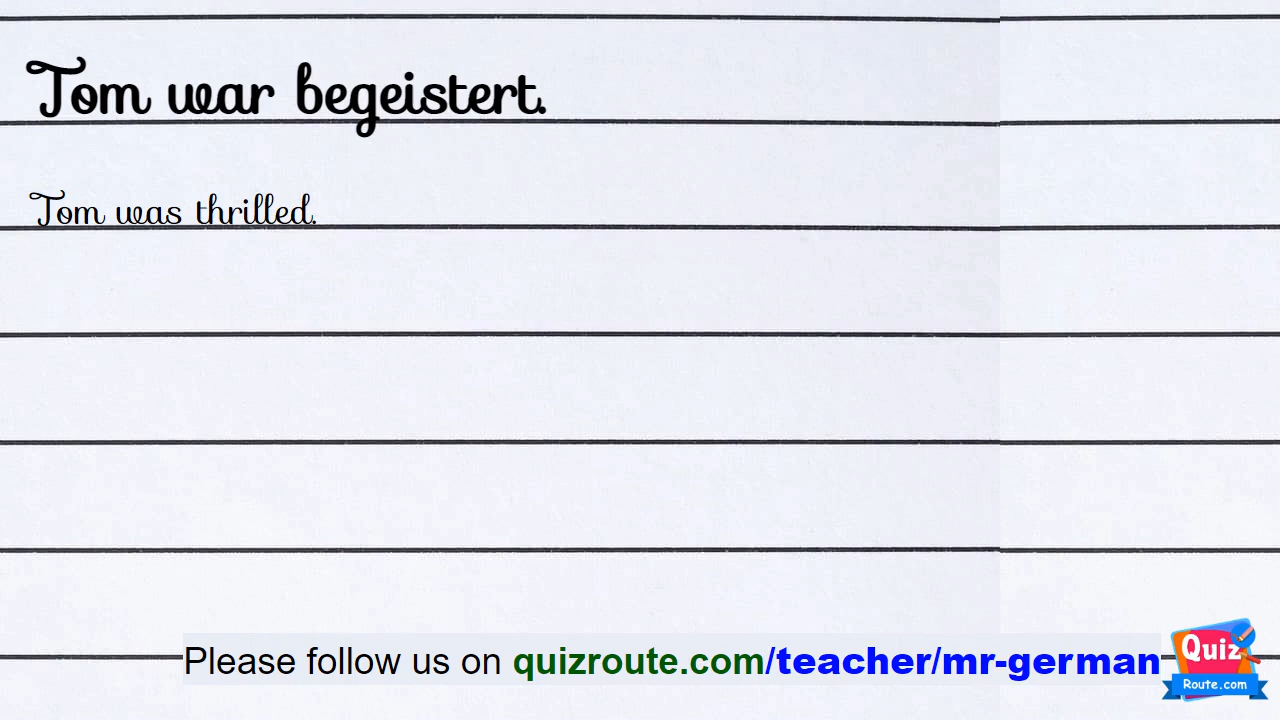 Tom war begeistert.
Tom was thrilled.
Please follow us on quizroute.com/teacher/mr-german
Quiz
Route.com